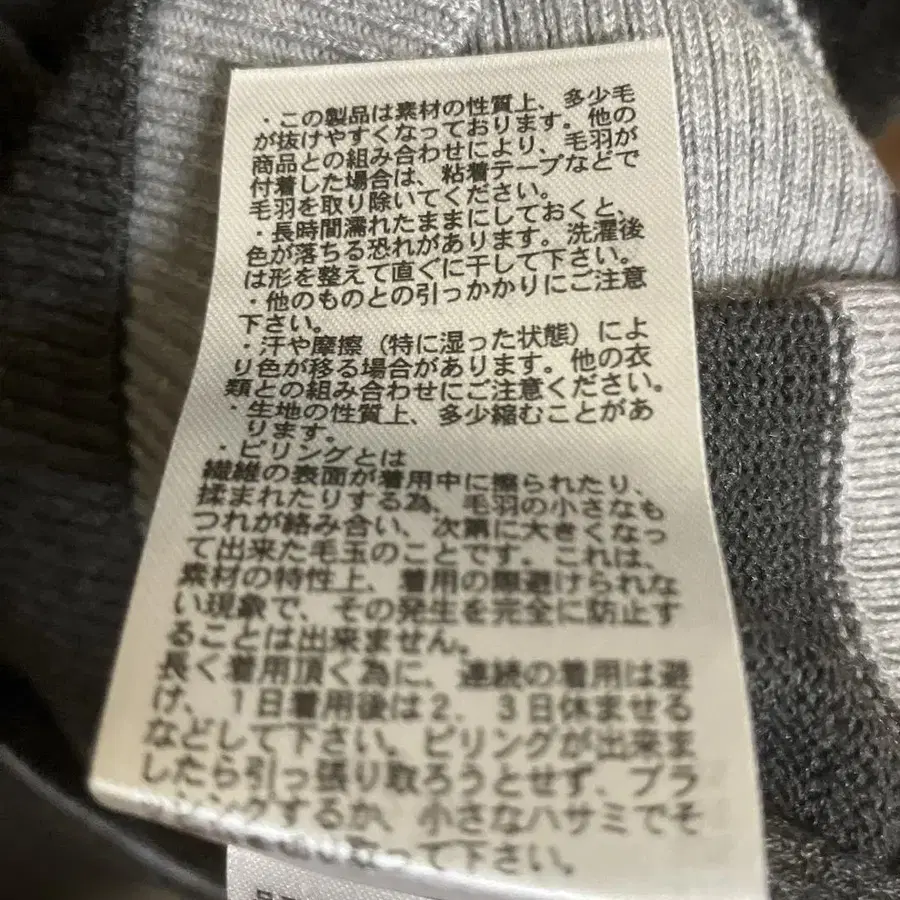 ・この製品は素材の性質上、多少毛
が抜けやすくなっております。他の
商品との組み合わせにより、毛羽が
付着した場合は、粘着テープなどで
毛羽を取り除いてください。
・長時間濡れたままにしておくと、
色が落ちる恐れがあります。洗濯後
は形を整えて直ぐに干して下さい。
・他のものとの引っかかりにご注意
下さい。
・汗や摩擦（特に湿った状態）によ
り色が移る場合があります。他の衣
類との組み合わせにご注意ください。
・生地の性質上、多少縮むことがあ
ります。
・ピリングとは
繊維の表面が着用中に擦られたり、
揉まれたりする為、毛羽の小さなも
つれが絡み合い、次第に大きくなっ
て出来た毛玉のことです。これは、
素材の特性上、着用の際避けられな
い現象で、その発生を完全に防止す
ることは出来ません。
長く着用頂く為に、連続の着用は避
け、１日着用後は２．３日休ませる
などして下さい。ピリングが出来ま
したら引っ張り取ろうとせず、ブラ
ッシングするか、小さなハサミでそ
取って下さい。